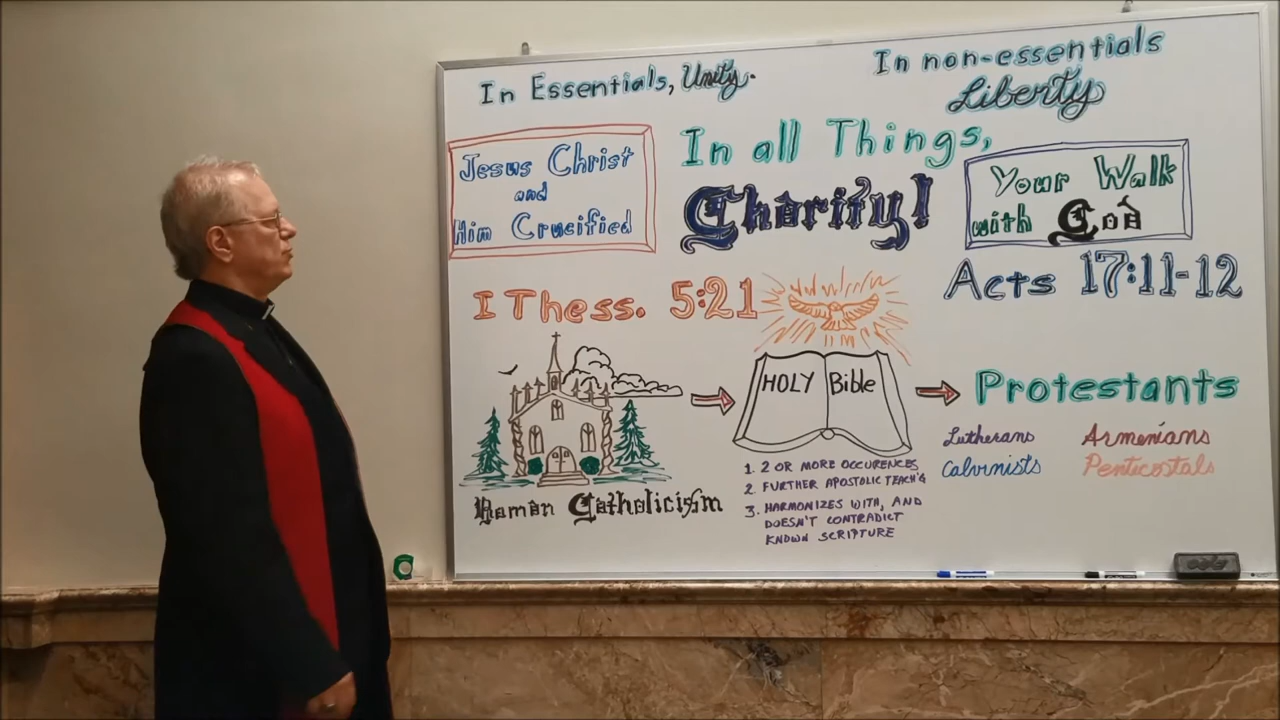 In Essentials, Unity.
In non-essentials
Liberty
In all Things,
Charity!
Jesus Christ
and
Him Crucified
Your Walk
with God
Acts 17:11-12
I Thess. 5:21
HOLY Bible
Protestants
Lutherans
Armenians
Calvinists
Penticostals
Roman Catholicism
1. 2 OR MORE OCCURENCES
2. FURTHER APOSTOLIC TEACH'G
3. HARMONIZES WITH, AND
DOESN'T CONTRADICT
KNOWN SCRIPTURE